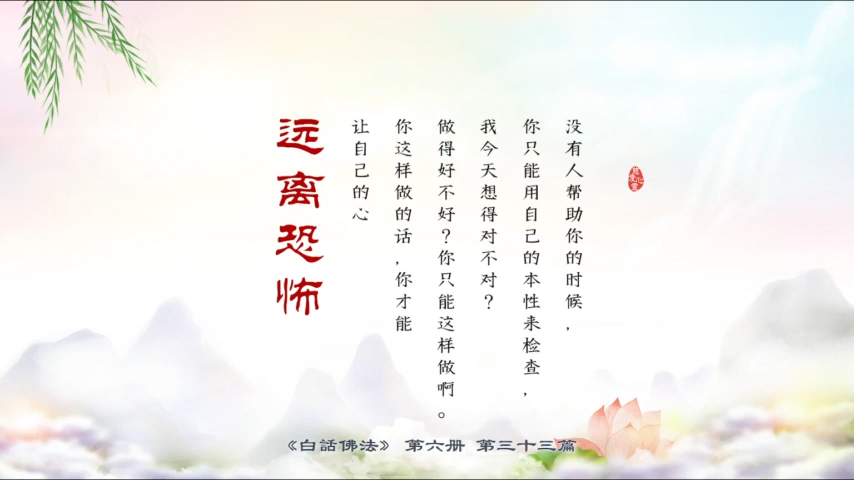 没有人帮助你的时候，
你只能用自己的本性来检查，
我今天想得对不对？
做得好不好？你只能这样做啊。
你这样做的话，你才能
让自己的心
远离恐怖
《白話佛法》 第六册 第三十三篇